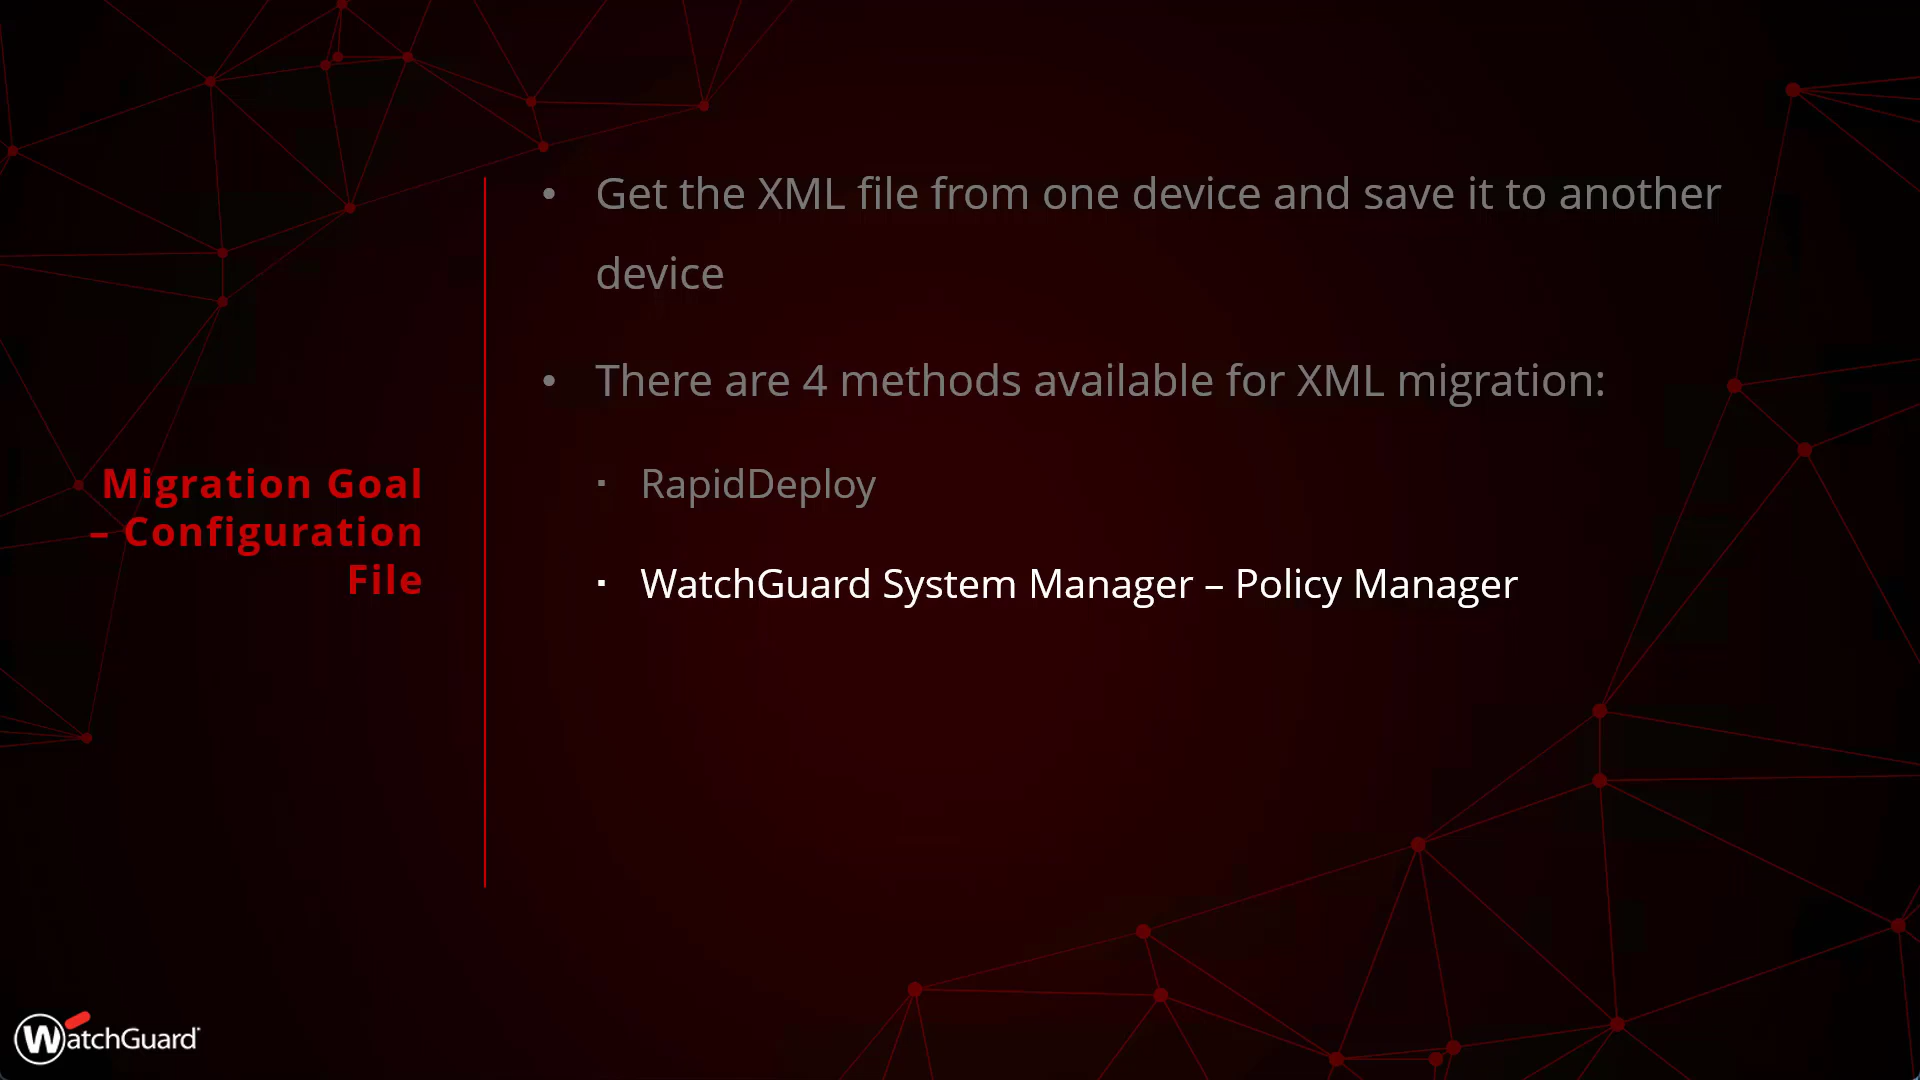 Migration Goal
– Configuration
File
• Get the XML file from one device and save it to another
device
• There are 4 methods available for XML migration:
▪ RapidDeploy
▪ WatchGuard System Manager – Policy Manager
WatchGuard